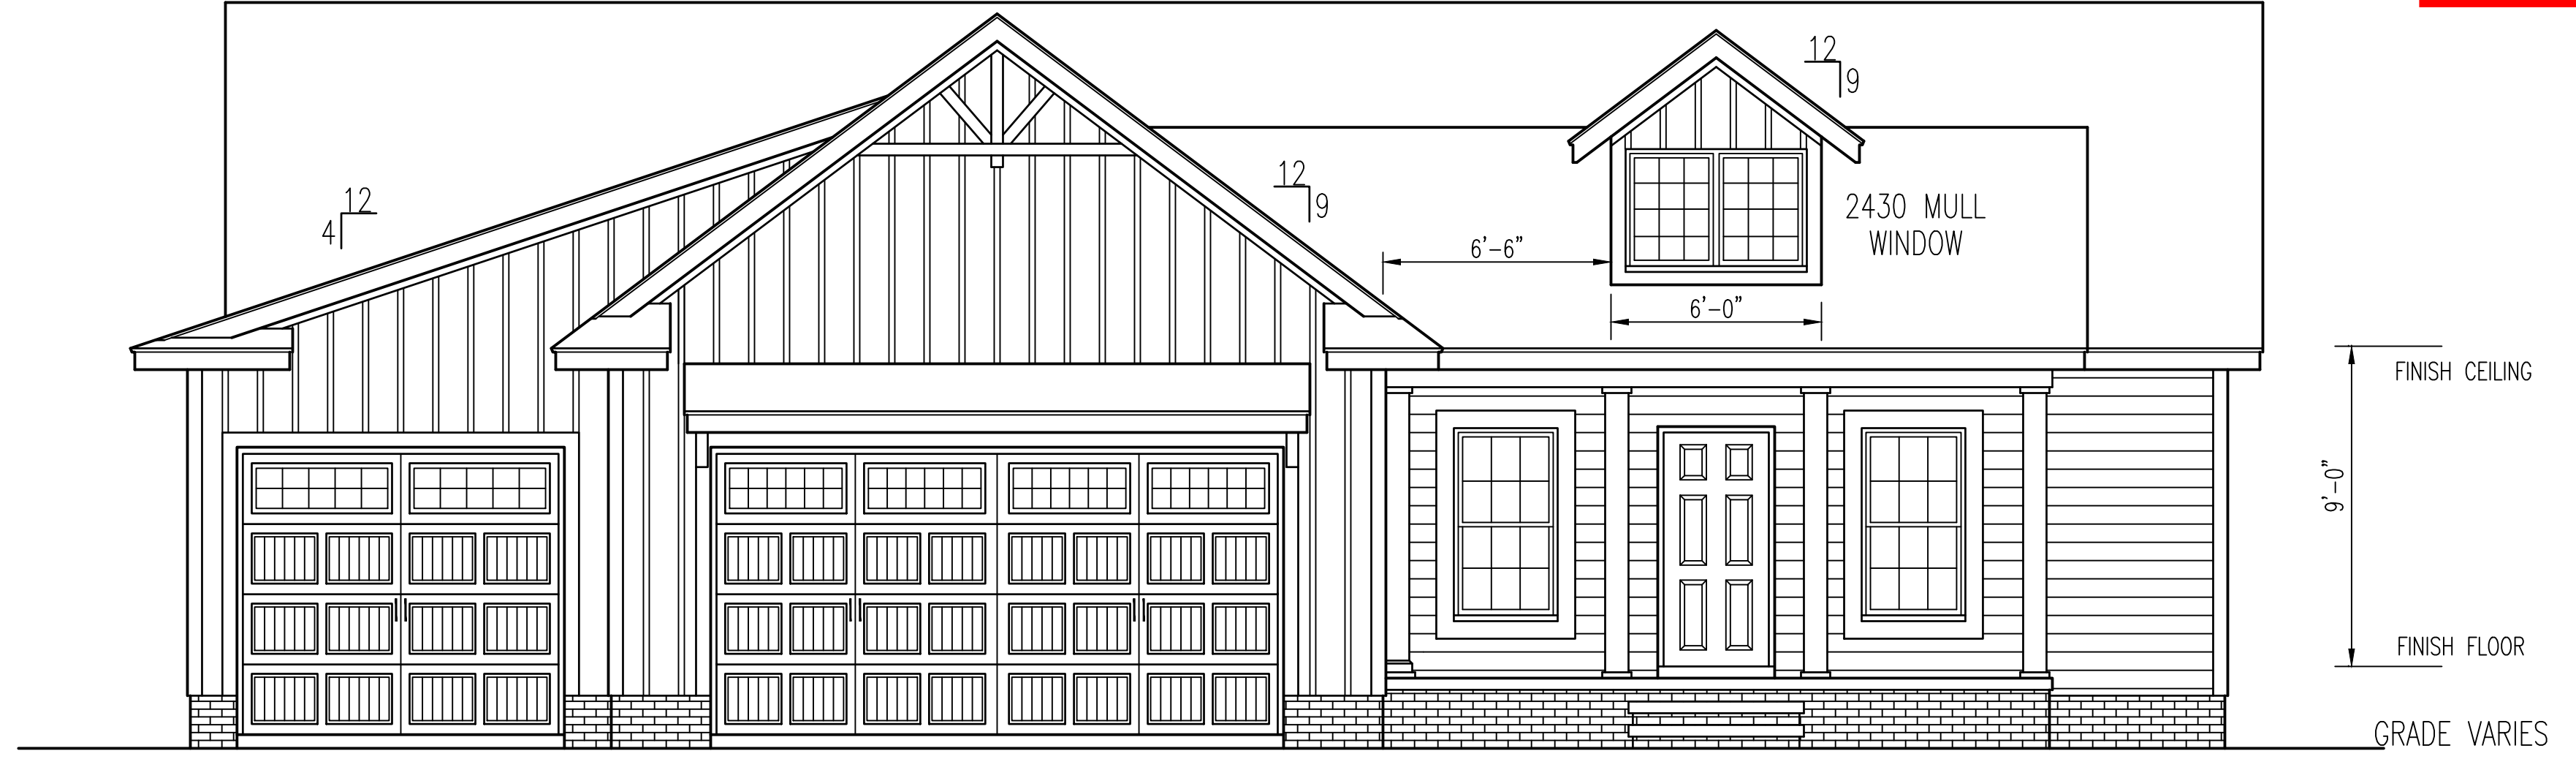 12
9
12
4
12
9
2430 MULL
WINDOW
6'-6"
6'-0"
FINISH CEILING
9'-0"
FINISH FLOOR
GRADE VARIES